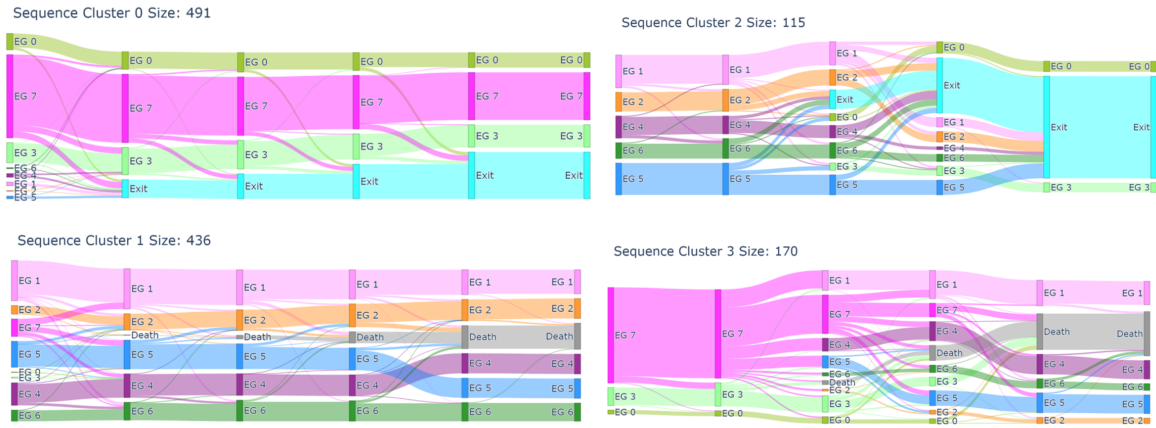 Sequence Cluster 0 Size: 491
EG 0
EG 7
EG 3
EG 6
EG 1
EG 2
EG 5
EG 0
EG 7
EG 3
Exit
EG 0
EG 7
EG 3
Exit
EG 0
EG 7
EG 3
Exit
EG 0
EG 7
EG 3
Exit
EG 0
EG 7
EG 3
Exit
Sequence Cluster 2 Size: 115
EG 1
EG 2
EG 4
EG 6
EG 5
EG 1
EG 2
EG 4
EG 6
EG 5
EG 1
EG 2
Exit
EG 0
EG 4
EG 6
EG 3
EG 5
EG 0
Exit
EG 1
EG 2
EG 4
EG 6
EG 3
EG 5
EG 0
Exit
EG 3
EG 0
Exit
EG 3
Sequence Cluster 1 Size: 436
EG 1
EG 2
EG 7
EG 5
EG 0
EG 3
EG 4
EG 6
EG 1
EG 2
Death
EG 5
EG 4
EG 6
EG 1
EG 2
Death
EG 5
EG 4
EG 6
EG 1
EG 2
Death
EG 5
EG 4
EG 6
EG 1
EG 2
Death
EG 4
EG 5
EG 6
EG 1
EG 2
Death
EG 4
EG 5
EG 6
Sequence Cluster 3 Size: 170
EG 7
EG 3
EG 0
EG 7
EG 3
EG 0
EG 1
EG 7
EG 4
EG 5
EG 6
Death
EG 2
EG 3
EG 0
EG 1
EG 7
EG 4
Death
EG 6
EG 3
EG 5
EG 2
EG 0
EG 1
Death
EG 4
EG 6
EG 5
EG 2
EG 0
EG 1
Death
EG 4
EG 6
EG 5
EG 2